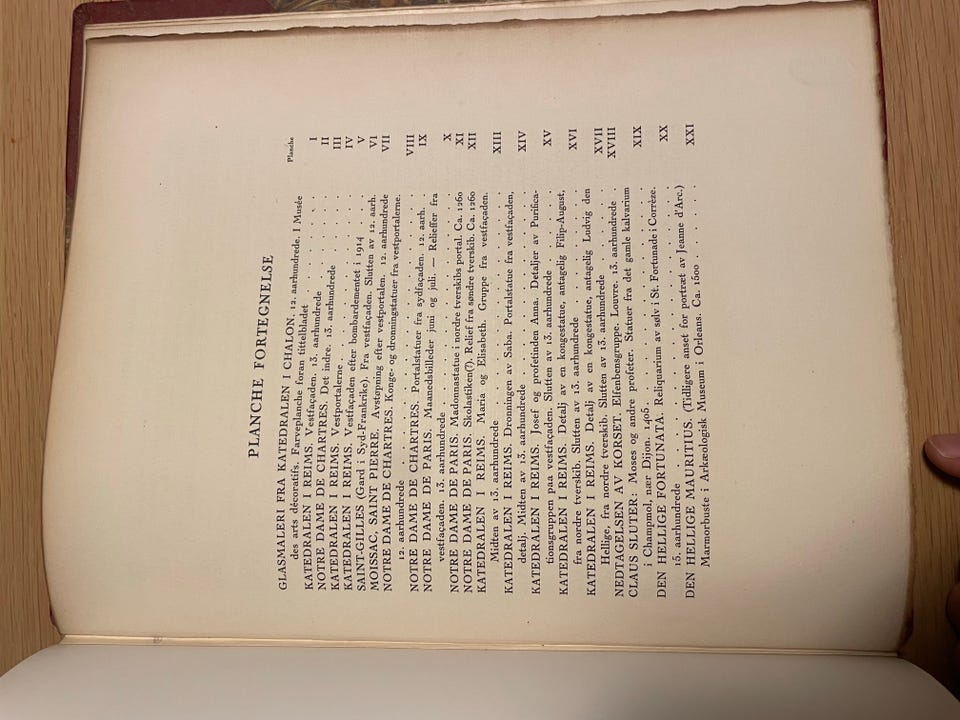 PLANCHE FORTEGNELSE
Planche
GLASMALERI FRA KATEDRALEN I CHALON, 12. aarhundrede. I Musée
des arts décoratifs. Farveplanche foran tittelbladet . . . . . . . . I
KATEDRALEN I REIMS. Vestfaçaden. 13. aarhundrede . . . . . . . . II
NOTRE DAME DE CHARTRES. Det indre. 13. aarhundrede . . . . . . III
KATEDRALEN I REIMS. Vestportalerne . . . . . . . . . . . . IV
KATEDRALEN I REIMS. Vestfaçaden efter bombardementet i 1914 . . . V
SAINT-GILLES (Gard i Syd-Frankrike). Fra vestfaçaden. Slutten av 12. aarh. VI
MOISSAC, SAINT PIERRE. Avstøpning efter vestportalen. 12. aarhundrede VII
NOTRE DAME DE CHARTRES. Konge- og dronningstatuer fra vestportalerne.
12. aarhundrede . . . . . . . . . . . . . . . . VIII
NOTRE DAME DE CHARTRES. Portalstatuer fra sydfaçaden. 12. aarh. IX
NOTRE DAME DE PARIS. Maanedsbilleder juni og juli. — Relieffer fra
vestfaçaden. 13. aarhundrede . . . . . . . . . . . . . X
NOTRE DAME DE PARIS. Madonnastatue i nordre tverskibs portal. Ca. 1260 XI
NOTRE DAME DE PARIS. Skolastiken(?). Relief fra søndre tverskib. Ca. 1260 XII
KATEDRALEN I REIMS. Maria og Elisabeth. Gruppe fra vestfaçaden.
Midten av 13. aarhundrede . . . . . . . . . . . . . . XIII
KATEDRALEN I REIMS. Dronningen av Saba. Portalstatue fra vestfaçaden,
detalj. Midten av 13. aarhundrede . . . . . . . . . . . XIV
KATEDRALEN I REIMS. Josef og profetinden Anna. Detaljer av Purifica-
tionsgruppen paa vestfaçaden. Slutten av 13. aarhundrede . . . . . XV
KATEDRALEN I REIMS. Detalj av en kongestatue, antagelig Filip-August,
fra nordre tverskib. Slutten av 13. aarhundrede . . . . . . . . XVI
KATEDRALEN I REIMS. Detalj av en kongestatue, antagelig Ludvig den
Hellige, fra nordre tverskib. Slutten av 13. aarhundrede . . . . . XVII
NEDTAGELSEN AV KORSET. Elfenbensgruppe. Louvre. 13. aarhundrede . XVIII
CLAUS SLUTER: Moses og andre profeter. Statuer fra det gamle kalvarium
i Champmol, nær Dijon. 1406. . . . . . . . . . . . . . XIX
DEN HELLIGE FORTUNATA. Reliquarium av sølv i St. Fortunade i Corrèze.
15. aarhundrede . . . . . . . . . . . . . . . . XX
DEN HELLIGE MAURITIUS. (Tidligere anset for portræt av Jeanne d'Arc.)
Marmorbuste i Arkæologisk Museum i Orleans. Ca. 1500 . . . . . . XXI